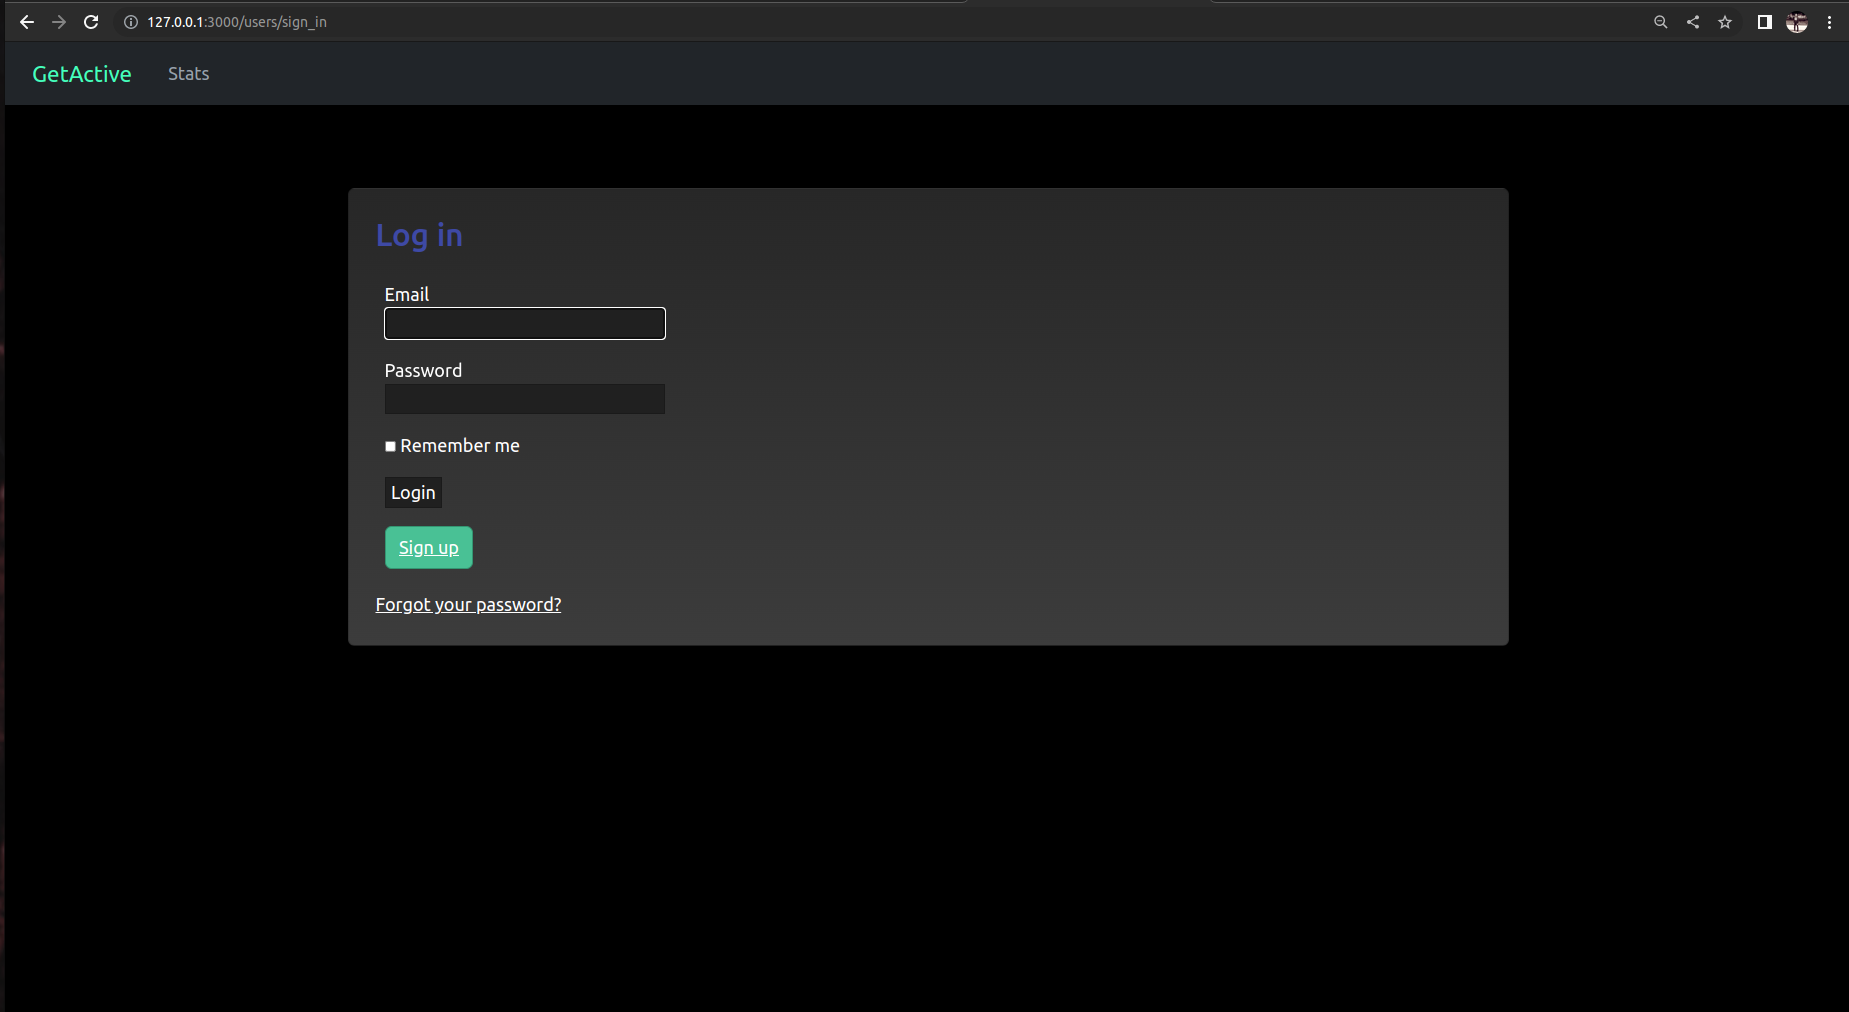 127.0.0.1:3000/users/sign_in
GetActive Stats
Log in
Email
Password
Remember me
Login
Sign up
Forgot your password?